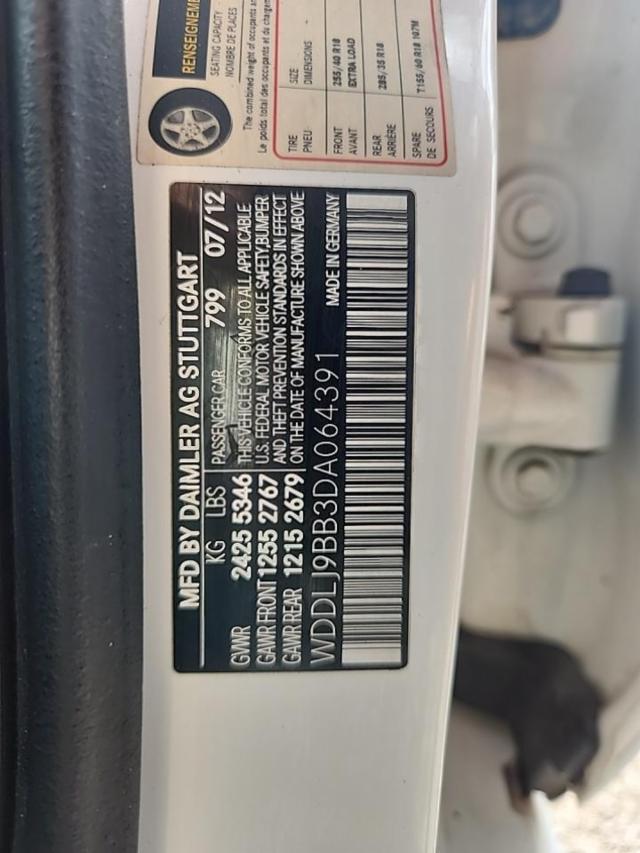 RENSEIGNEME
SEATING CAPACITY
NOMBRE DE PLACES
The combined weight of occupants an
Le poids total des occupants et du charge
TIRE SIZE
PNEU DIMENSIONS
FRONT 255/40 R18
AVANT EXTRA LOAD
REAR 285/35 R18
ARRIÈRE
SPARE T155/60 R18 107M
DE SECOURS
MFD BY DAIMLER AG STUTTGART
KG LBS PASSENGER CAR 799 07/12
GVWR 2425 5346 THIS VEHICLE CONFORMS TO ALL APPLICABLE
GAWR FRONT 1255 2767 U.S. FEDERAL MOTOR VEHICLE SAFETY,BUMPER
GAWR REAR 1215 2679 AND THEFT PREVENTION STANDARDS IN EFFECT
ON THE DATE OF MANUFACTURE SHOWN ABOVE
WDDLJ9BB3DA064391 MADE IN GERMANY